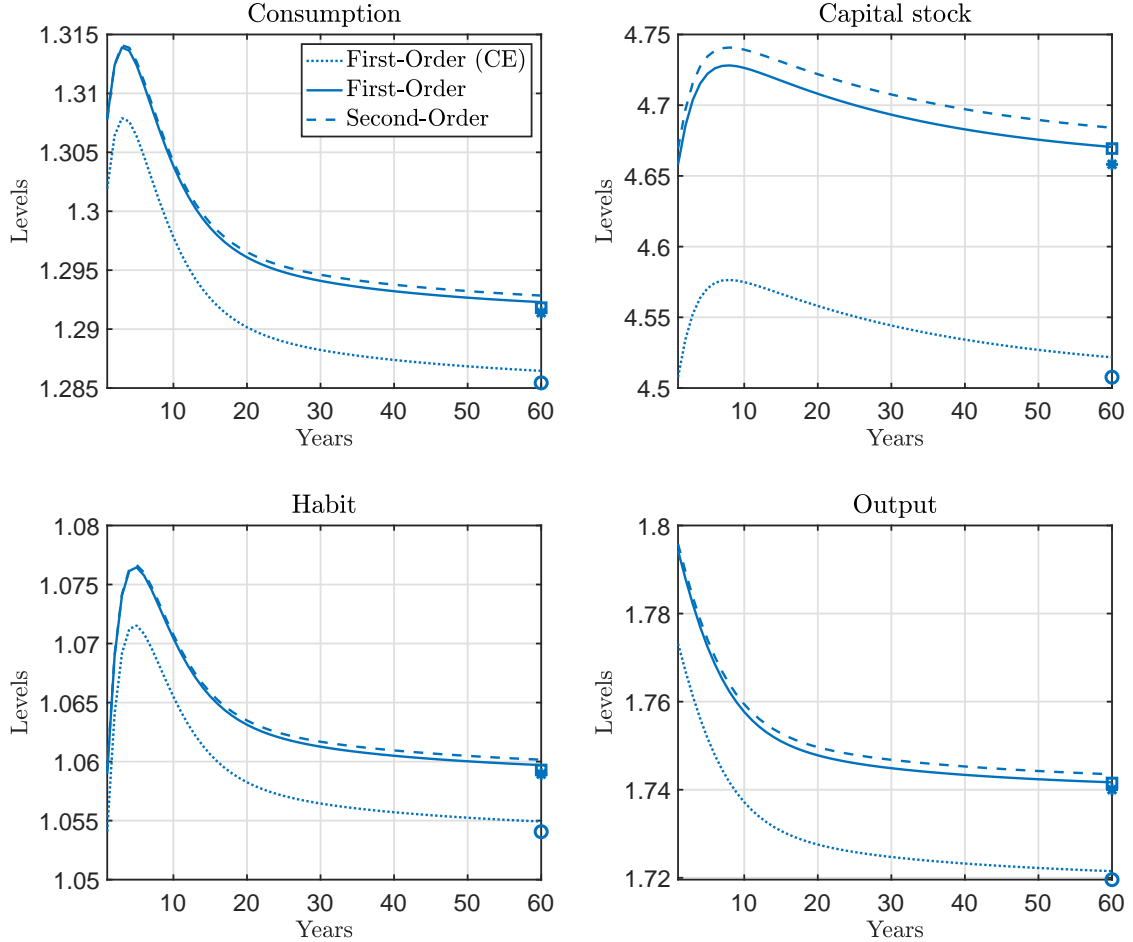 Consumption
1.315
1.31
1.305
1.3
1.295
1.29
1.285
Levels
10 20 30 40 50 60
Years
First-Order (CE)
First-Order
Second-Order
Capital stock
4.75
4.7
4.65
4.6
4.55
4.5
Levels
10 20 30 40 50 60
Years
Habit
1.08
1.075
1.07
1.065
1.06
1.055
1.05
Levels
10 20 30 40 50 60
Years
Output
1.8
1.78
1.76
1.74
1.72
Levels
10 20 30 40 50 60
Years